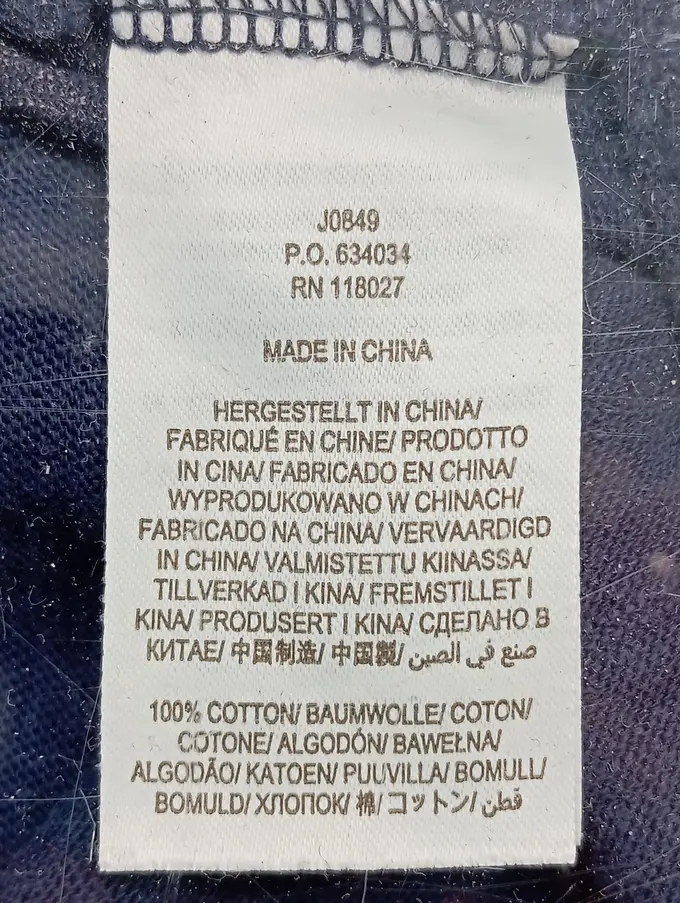 J0849
P.O. 634034
RN 118027
MADE IN CHINA
HERGESTELLT IN CHINA/
FABRIQUÉ EN CHINE/ PRODOTTO
IN CINA/ FABRICADO EN CHINA/
WYPRODUKOWANO W CHINACH/
FABRICADO NA CHINA/ VERVAARDIGD
IN CHINA/ VALMISTETTU KIINASSA/
TILLVERKAD I KINA/ FREMSTILLET I
KINA/ PRODUSERT I KINA/ СДЕЛАНО В
КИТАЕ/ 中国制造/ 中国製/ صنع في الصين
100% COTTON/ BAUMWOLLE/ COTON/
COTONE/ ALGODÓN/ BAWEŁNA/
ALGODÃO/ KATOEN/ PUUVILLA/ BOMULL/
BOMULD/ ХЛОПОК/ 棉/ コットン/ قطن